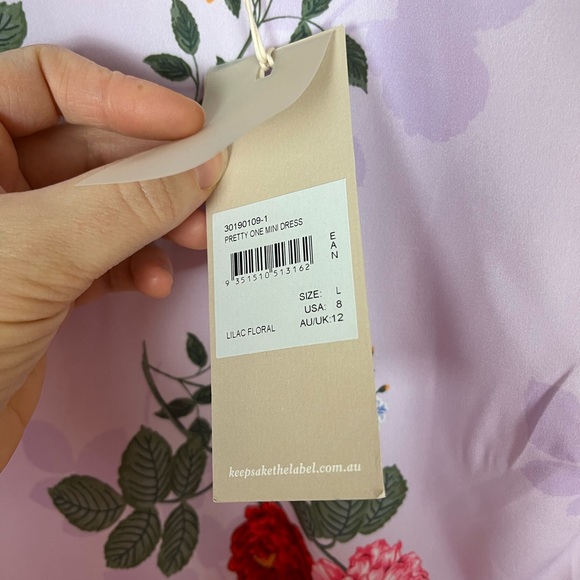 30190109-1
PRETTY ONE MINI DRESS
EAN
9 351510 513162
SIZE: L
USA: 8
LILAC FLORAL AU/UK:12
keepsakethelabel.com.au